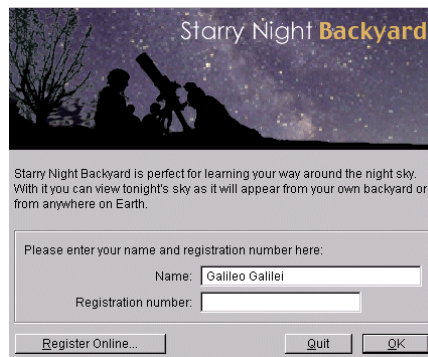 Starry Night Backyard
Starry Night Backyard is perfect for learning your way around the night sky.
With it you can view tonight's sky as it will appear from your own backyard or
from anywhere on Earth.
Please enter your name and registration number here:
Name: Galileo Galilei
Registration number:
Register Online... Quit OK